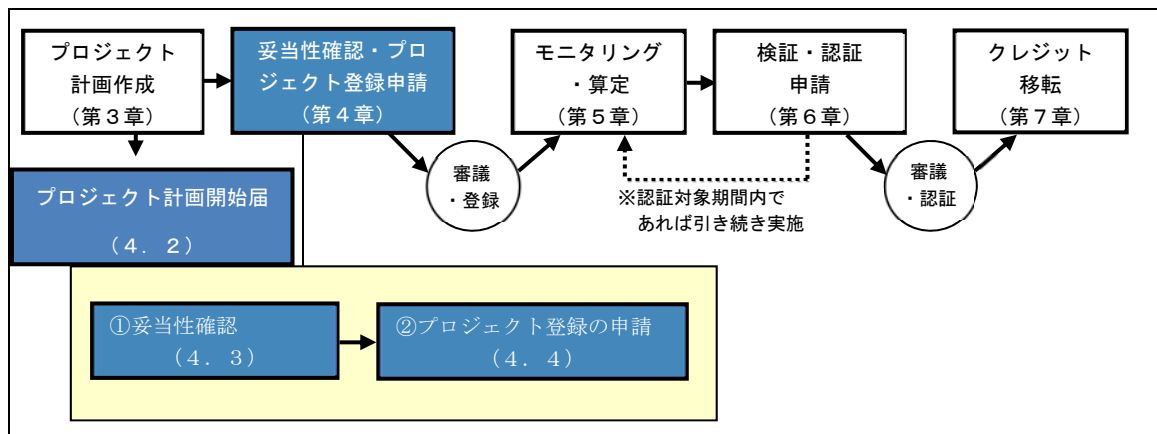 プロジェクト
計画作成
（第３章）
妥当性確認・プロ
ジェクト登録申請
（第４章）
モニタリング
・算定
（第５章）
検証・認証
申請
（第６章）
クレジット
移転
（第７章）
審議
・登録
※認証対象期間内で
あれば引き続き実施
審議
・認証
プロジェクト計画開始届
（４．２）
①妥当性確認
（４．３）
②プロジェクト登録の申請
（４．４）